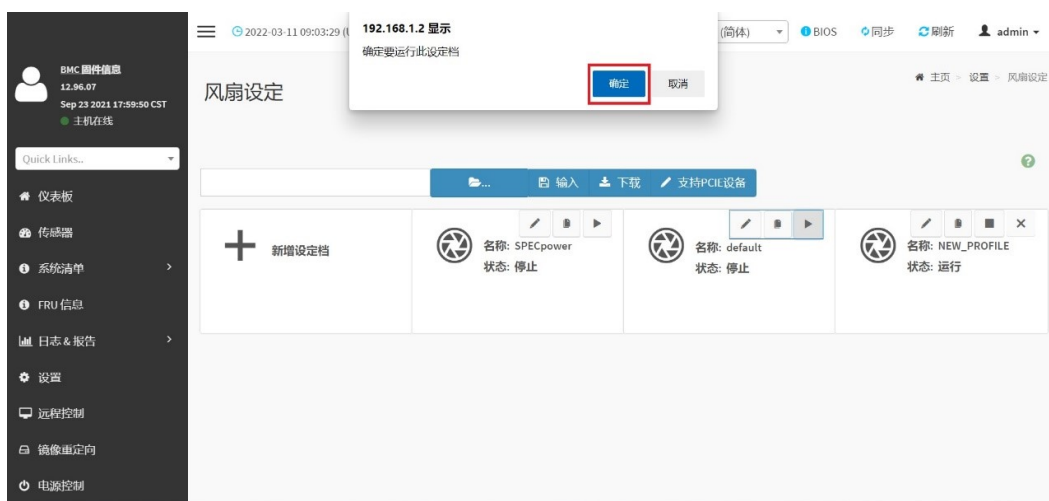 2022-03-11 09:03:29 (U
192.168.1.2 显示
确定要运行此设定档
确定
取消
(简体)
BIOS
同步
刷新
admin
BMC 固件信息
12.96.07
Sep 23 2021 17:59:50 CST
主机在线
风扇设定
主页 > 设置 > 风扇设定
Quick Links..
...
输入
下载
支持PCIE设备
仪表板
传感器
系统清单
FRU 信息
日志 & 报告
设置
远程控制
镜像重定向
电源控制
新增设定档
名称: SPECpower
状态: 停止
名称: default
状态: 停止
名称: NEW_PROFILE
状态: 运行